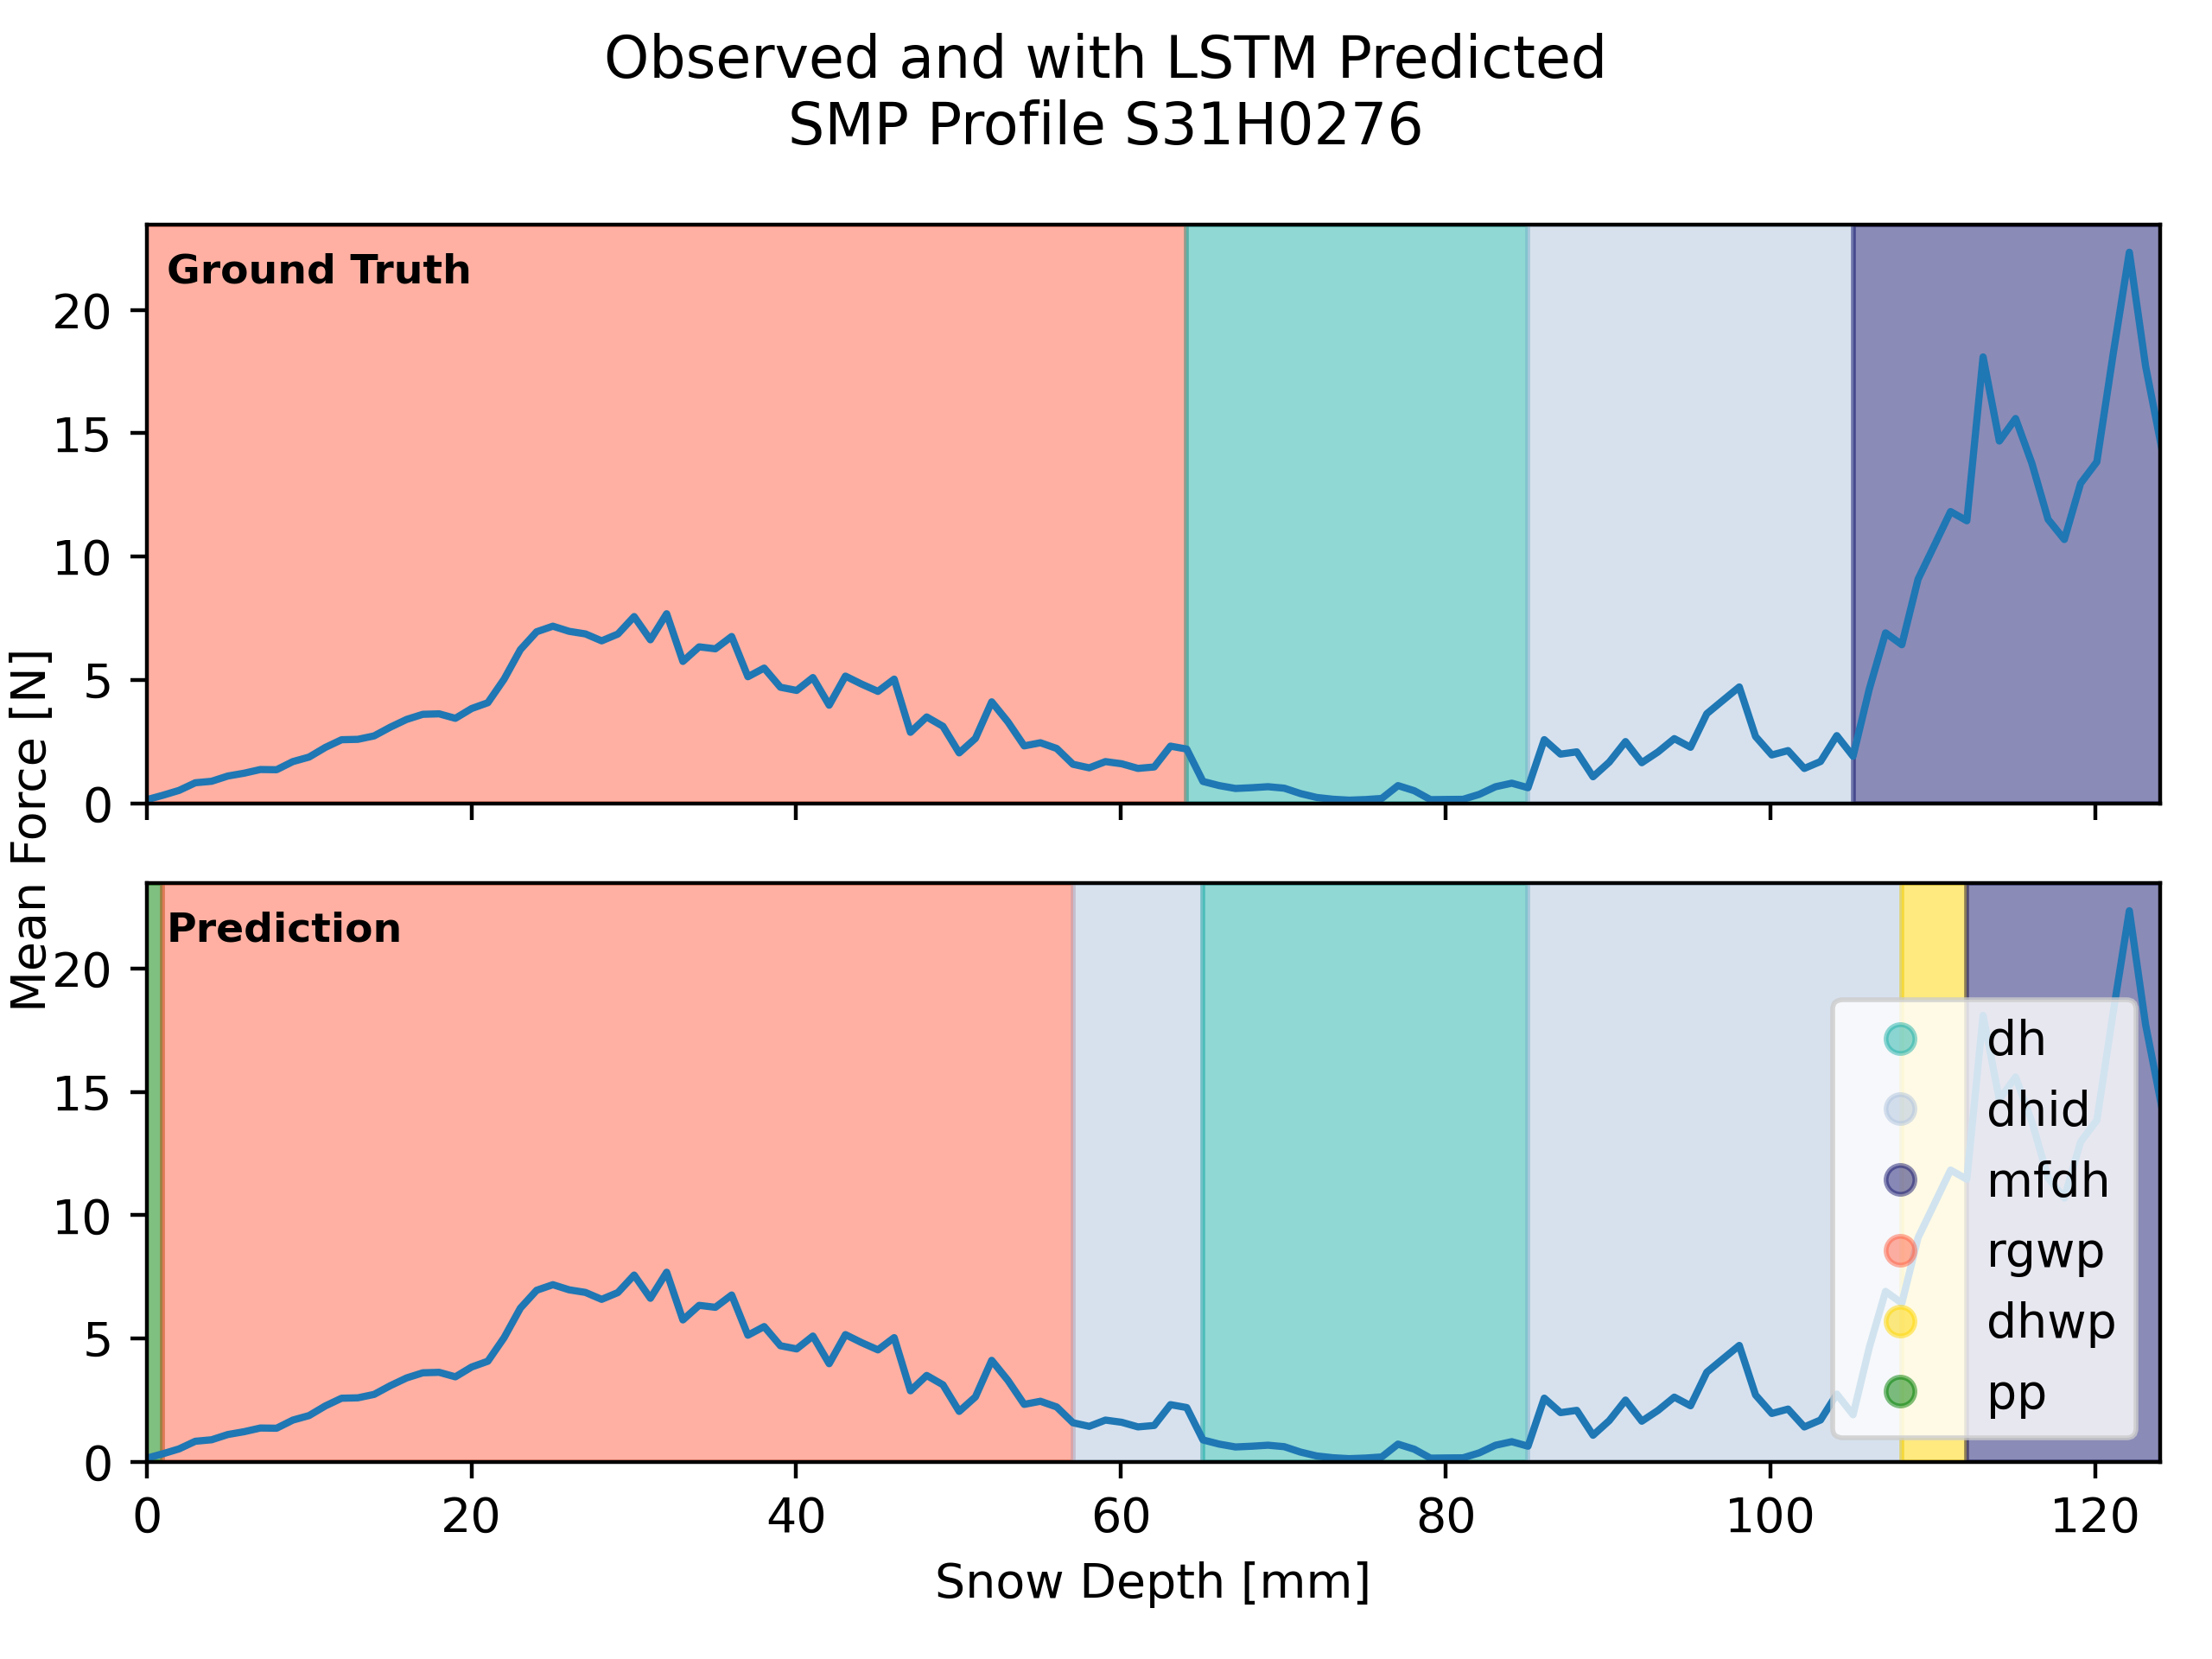 Observed and with LSTM Predicted
SMP Profile S31H0276
Ground Truth
20
15
10
5
0
Mean Force [N]
Prediction
20
15
10
5
0
dh
dhid
mfdh
rgwp
dhwp
pp
0 20 40 60 80 100 120
Snow Depth [mm]